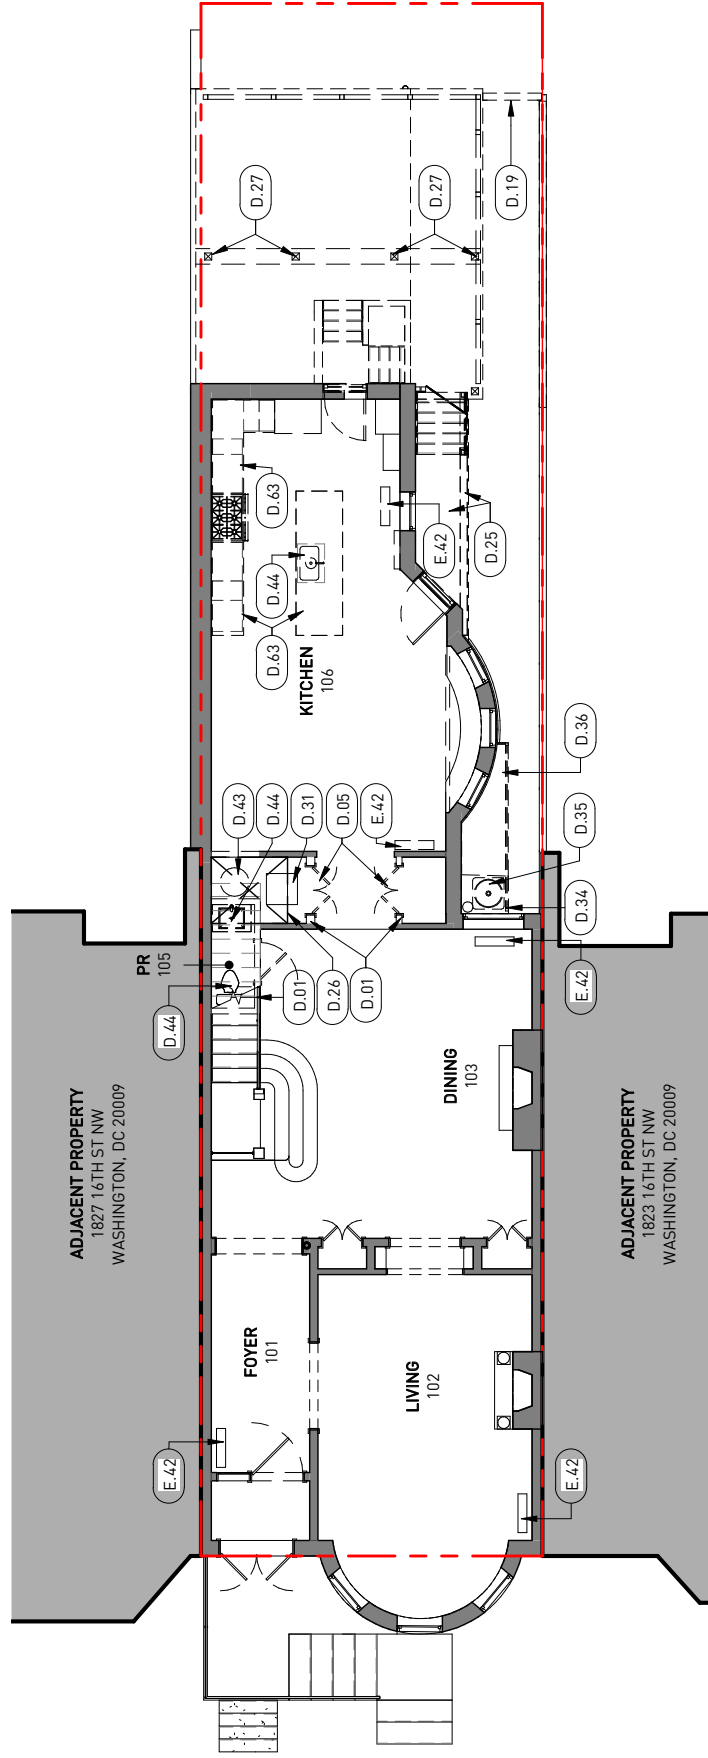 D.27
D.27
D.19
D.63
D.44
D.63
E.42
D.25
KITCHEN
106
D.43
D.44
D.31
D.05
E.42
D.36
D.35
D.34
PR
105
D.44
D.01
D.26
D.01
E.42
DINING
103
ADJACENT PROPERTY
1827 16TH ST NW
WASHINGTON, DC 20009
ADJACENT PROPERTY
1823 16TH ST NW
WASHINGTON, DC 20009
FOYER
101
LIVING
102
E.42
E.42